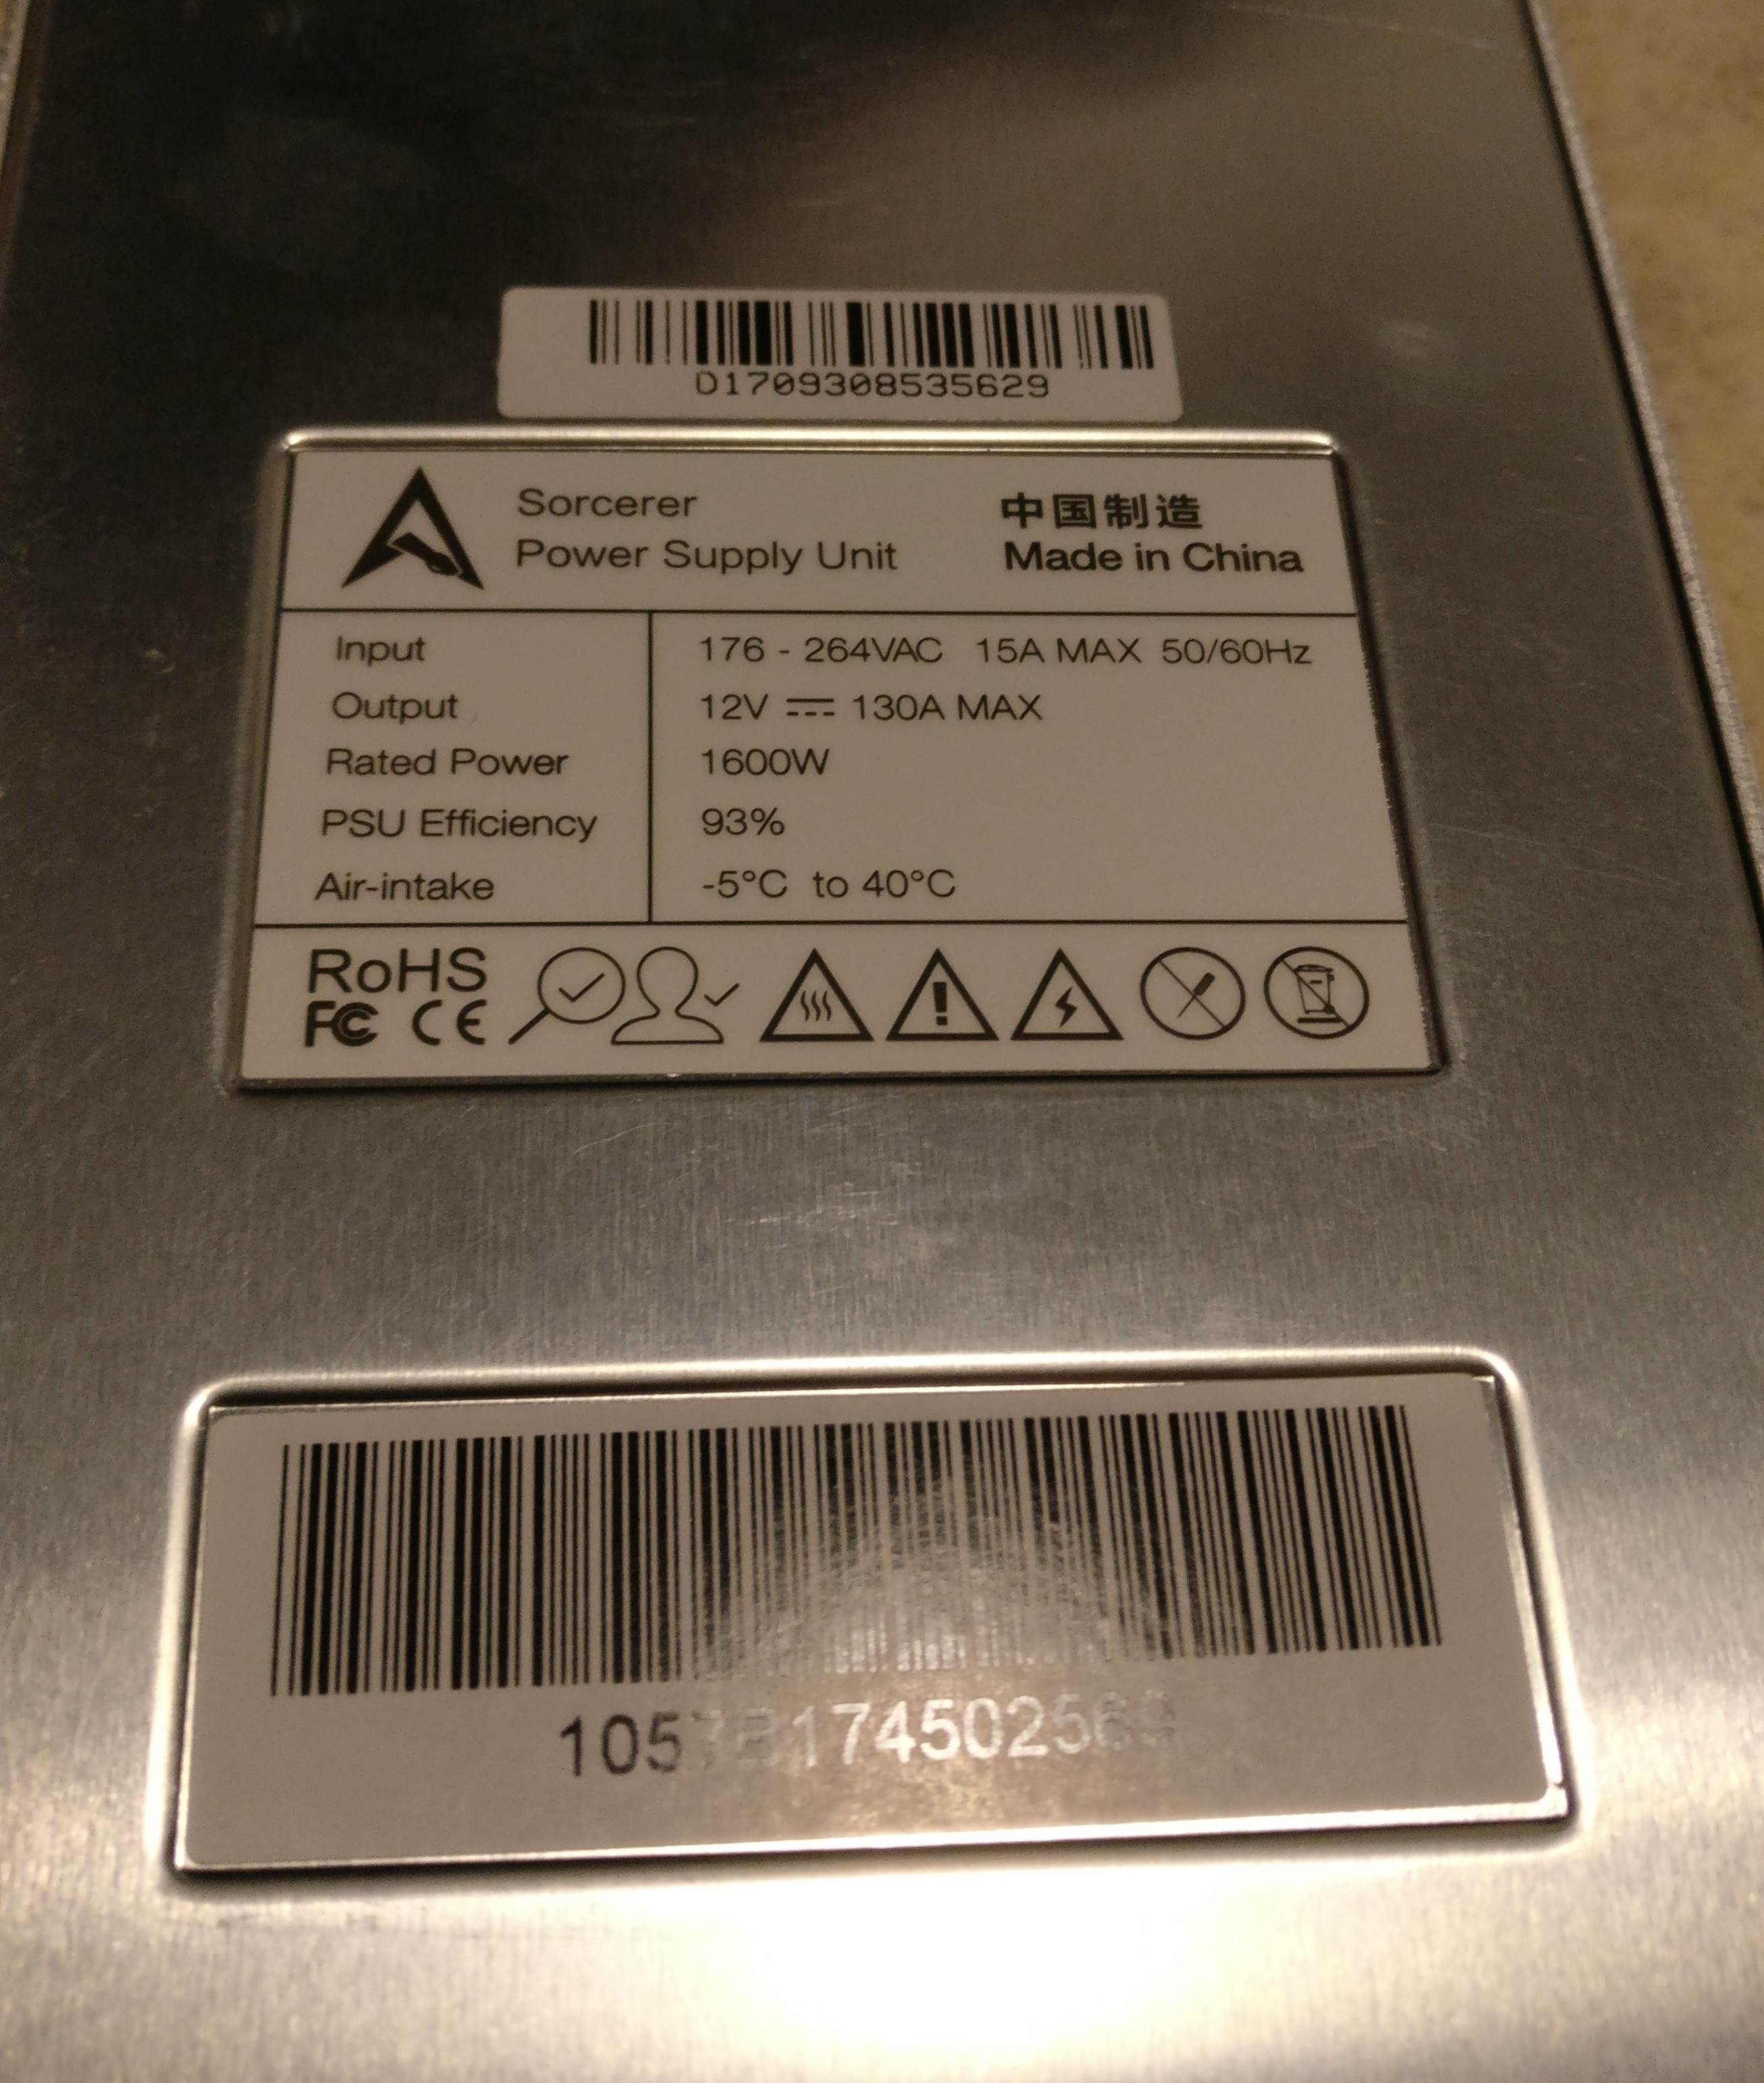 D1709308535629
Sorcerer
Power Supply Unit
中国制造
Made in China
Input 176 - 264VAC 15A MAX 50/60Hz
Output 12V ⎓ 130A MAX
Rated Power 1600W
PSU Efficiency 93%
Air-intake -5°C to 40°C
RoHS
FC CE